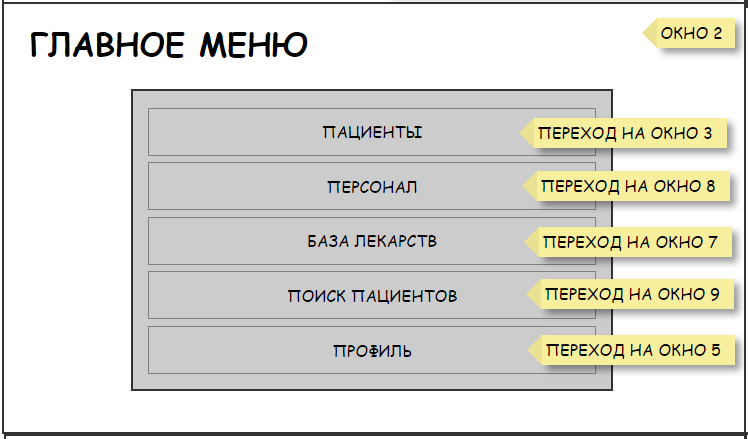 ГЛАВНОЕ МЕНЮ
ОКНО 2
ПАЦИЕНТЫ
ПЕРЕХОД НА ОКНО 3
ПЕРСОНАЛ
ПЕРЕХОД НА ОКНО 8
БАЗА ЛЕКАРСТВ
ПЕРЕХОД НА ОКНО 7
ПОИСК ПАЦИЕНТОВ
ПЕРЕХОД НА ОКНО 9
ПРОФИЛЬ
ПЕРЕХОД НА ОКНО 5